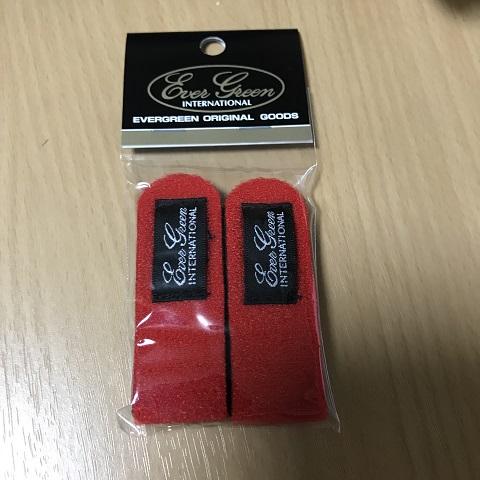 Ever Green
INTERNATIONAL
EVERGREEN ORIGINAL GOODS
Ever Green
INTERNATIONAL
Ever Green
INTERNATIONAL